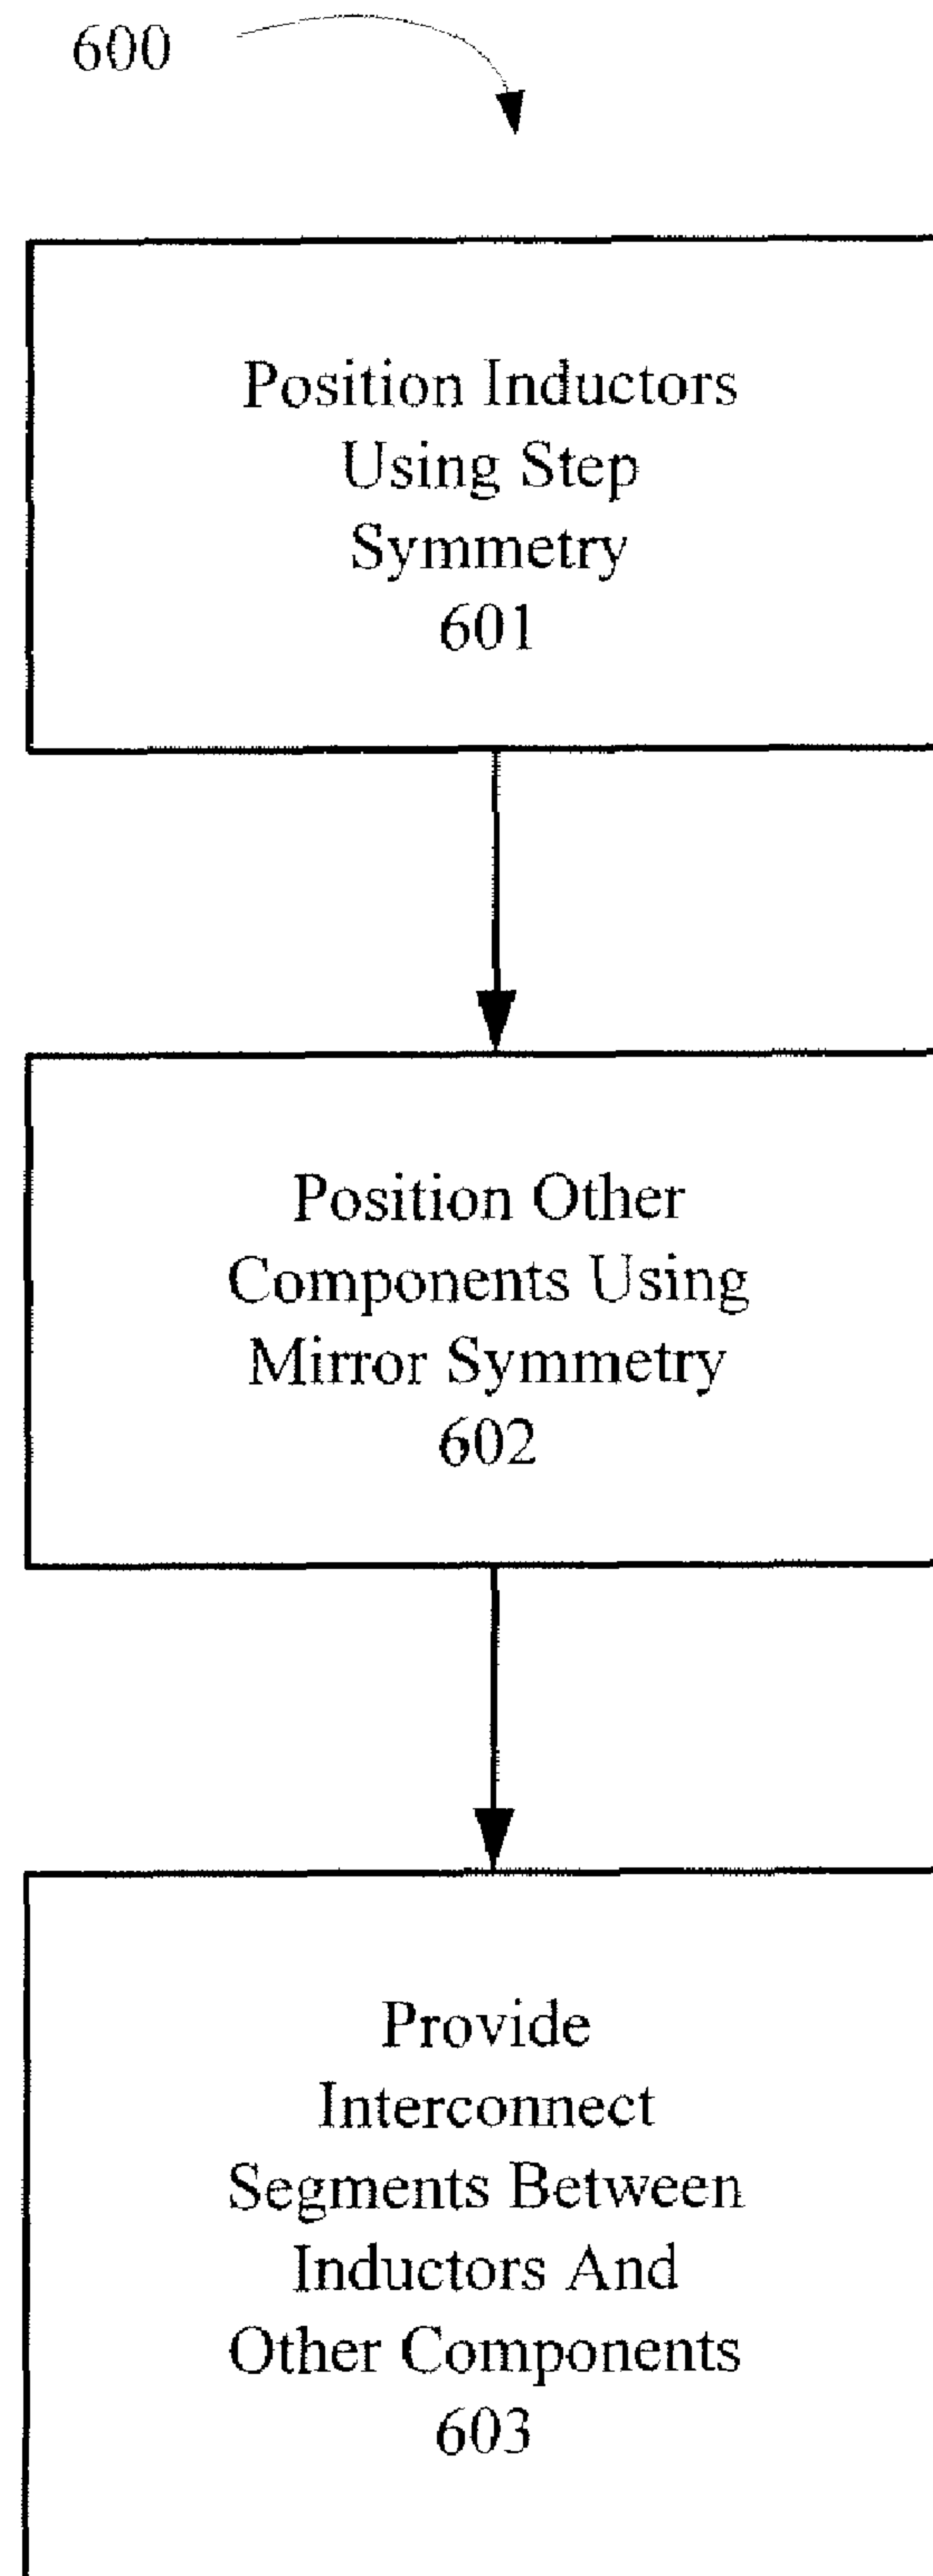 600
Position Inductors
Using Step
Symmetry
601
Position Other
Components Using
Mirror Symmetry
602
Provide
Interconnect
Segments Between
Inductors And
Other Components
603